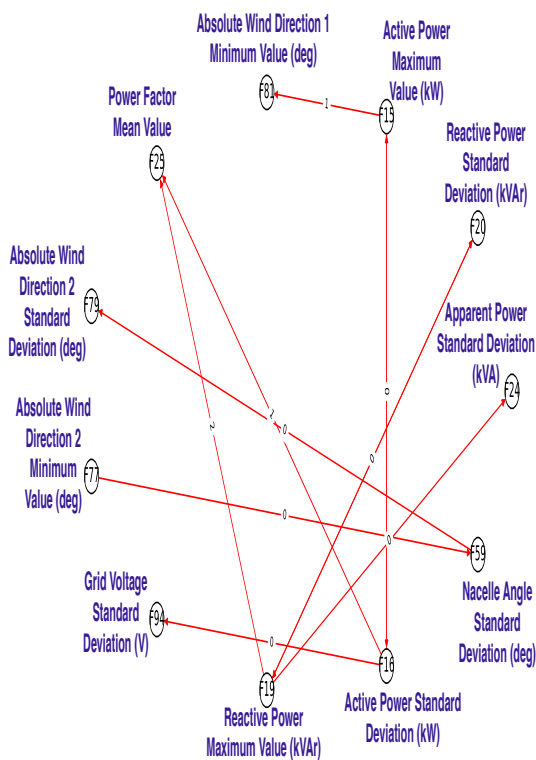 Absolute Wind Direction 1
Minimum Value (deg)
F81
Active Power
Maximum
Value (kW)
F15
1
Power Factor
Mean Value
F25
Reactive Power
Standard
Deviation (kVAr)
F20
Absolute Wind
Direction 2
Standard
Deviation (deg)
F79
Apparent Power
Standard Deviation
(kVA)
F24
0
Absolute Wind
Direction 2
Minimum
Value (deg)
F77
2
0
0
0
0
F59
Nacelle Angle
Standard
Deviation (deg)
Grid Voltage
Standard
Deviation (V)
F94
0
F19
Reactive Power
Maximum Value (kVAr)
Active Power Standard
Deviation (kW)